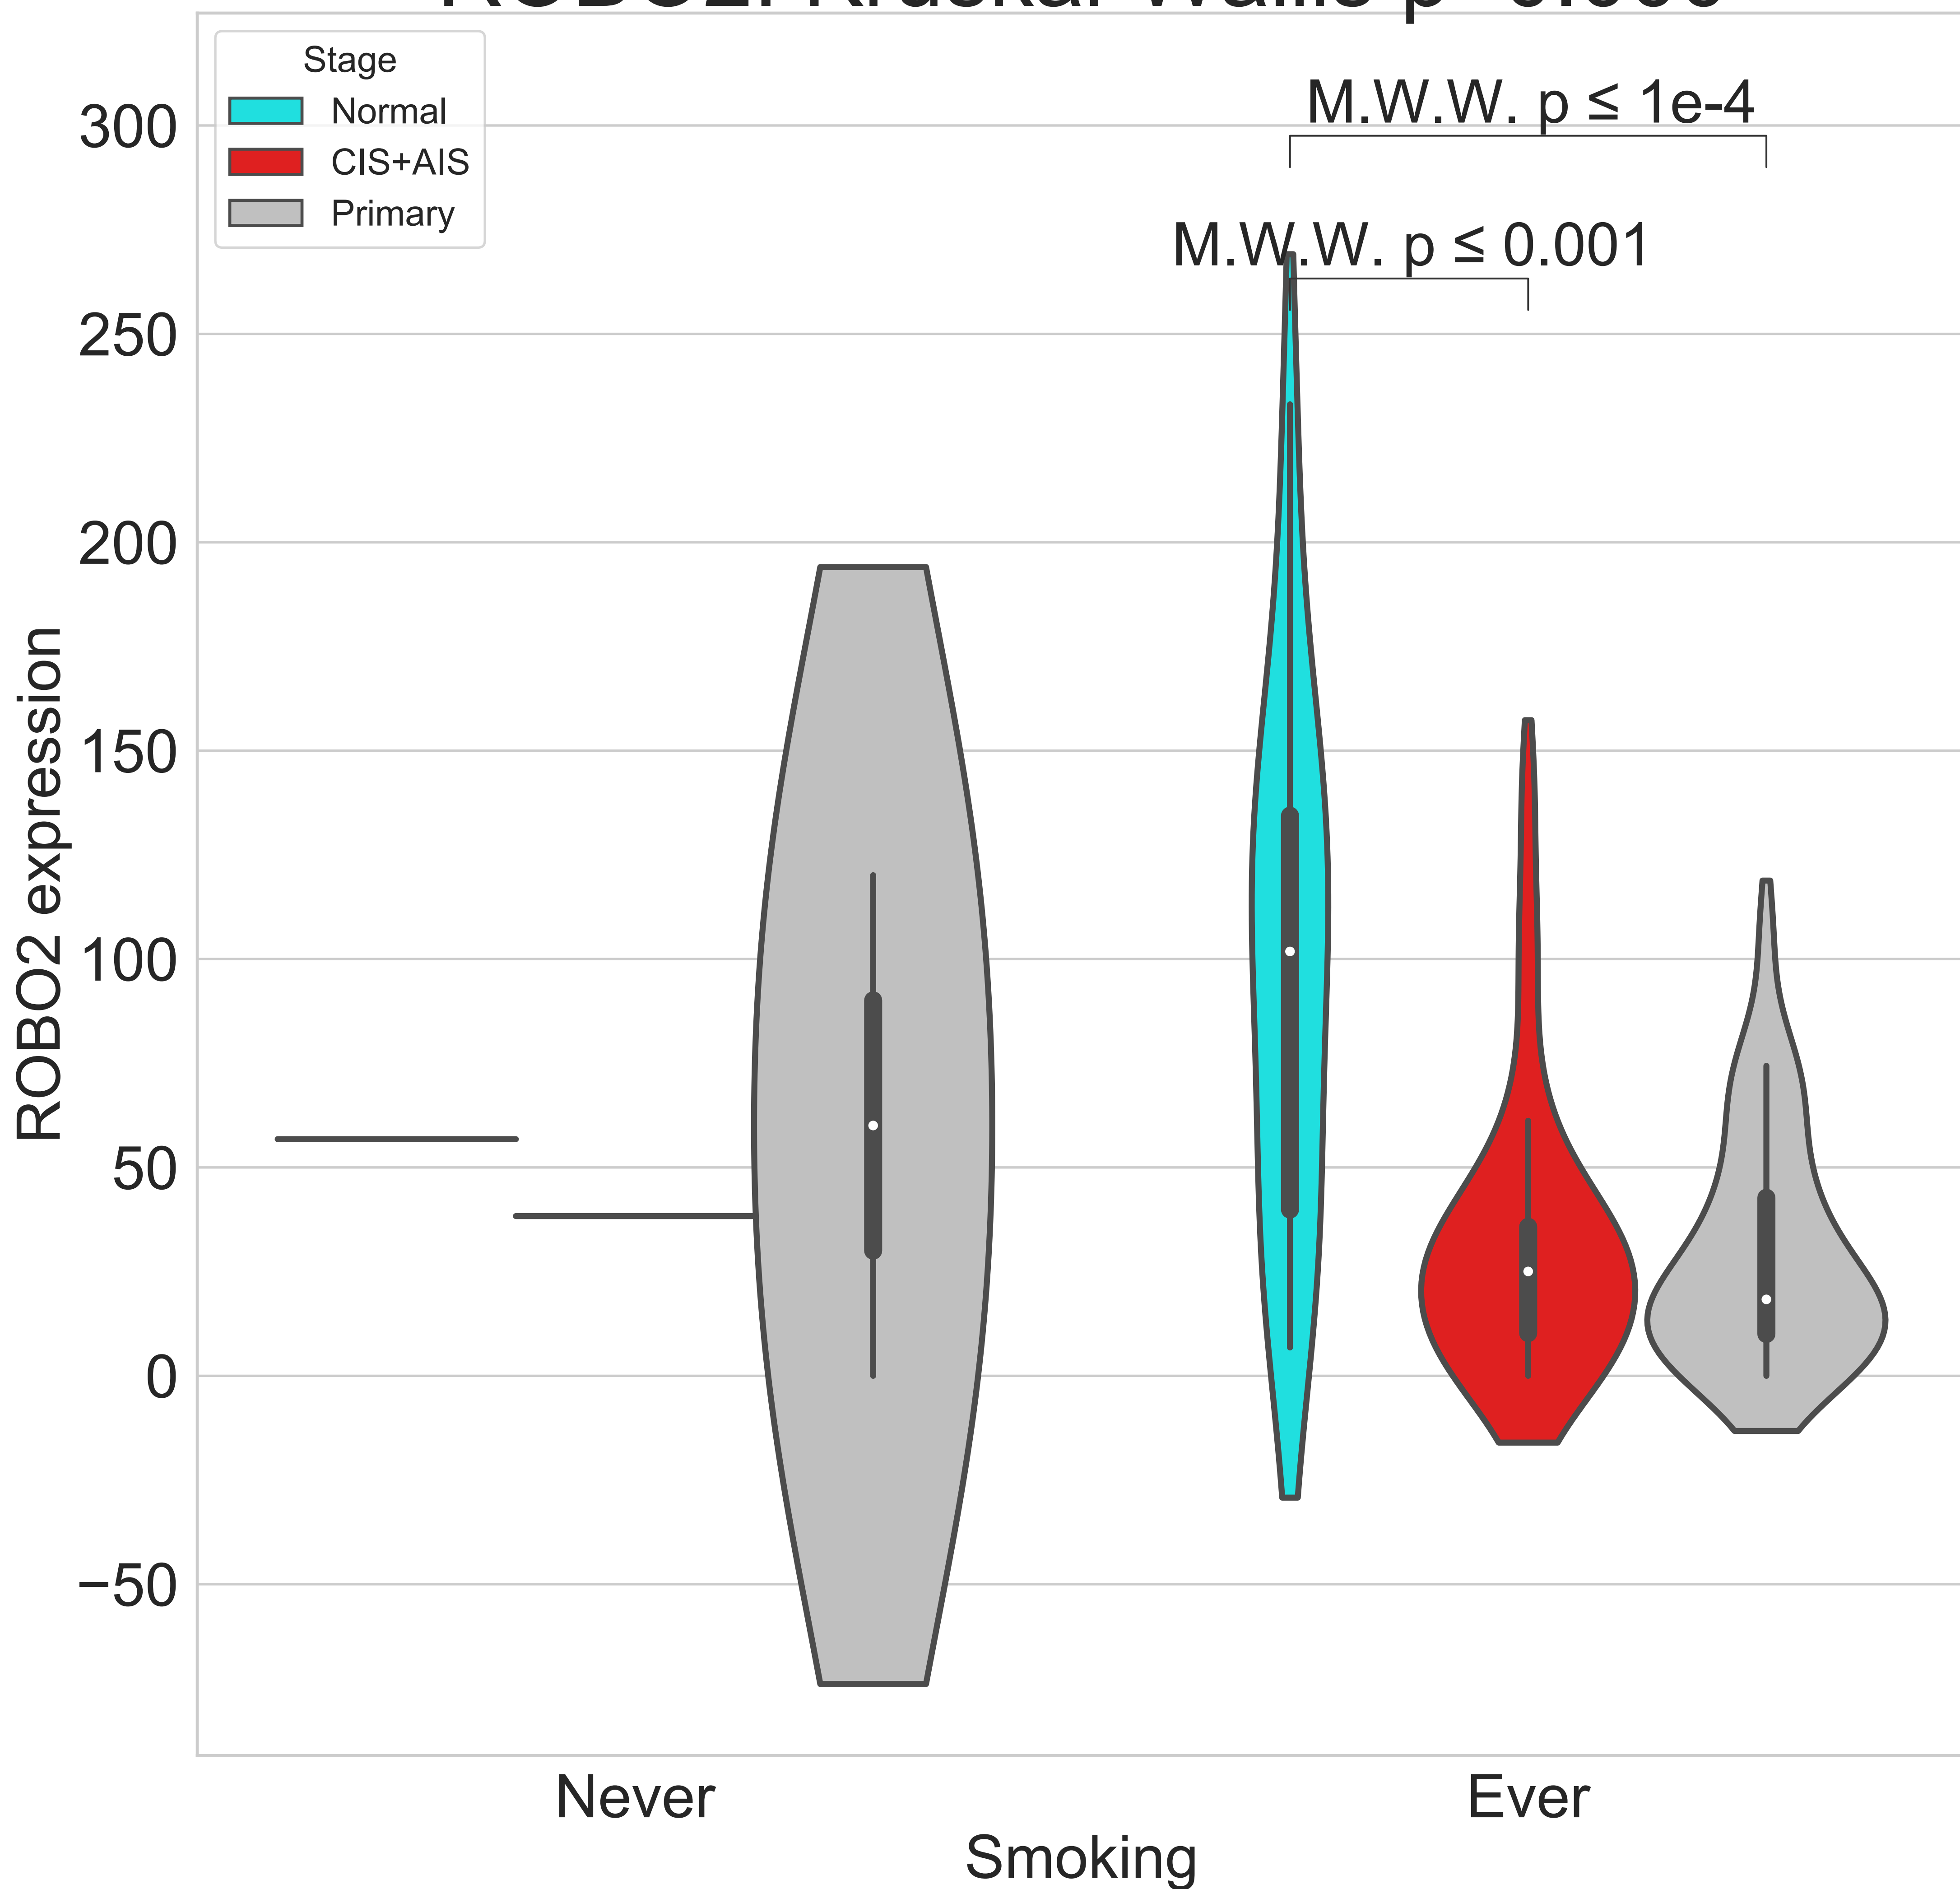 Stage
Normal
CIS+AIS
Primary
M.W.W. p ≤ 1e-4
M.W.W. p ≤ 0.001
300
250
200
150
100
50
0
−50
ROBO2 expression
Never
Ever
Smoking